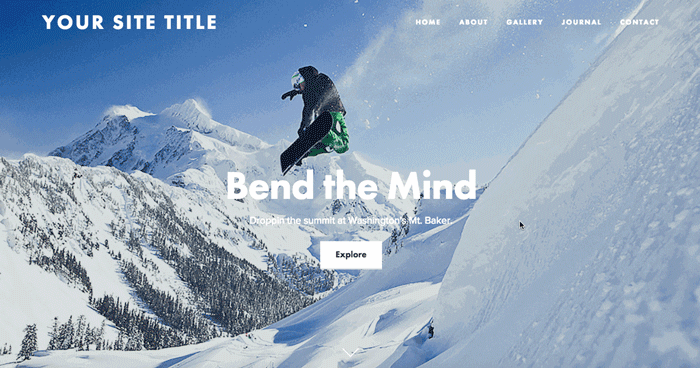 YOUR SITE TITLE
HOME ABOUT GALLERY JOURNAL CONTACT
Bend the Mind
Droppin the summit at Washington's Mt. Baker.
Explore